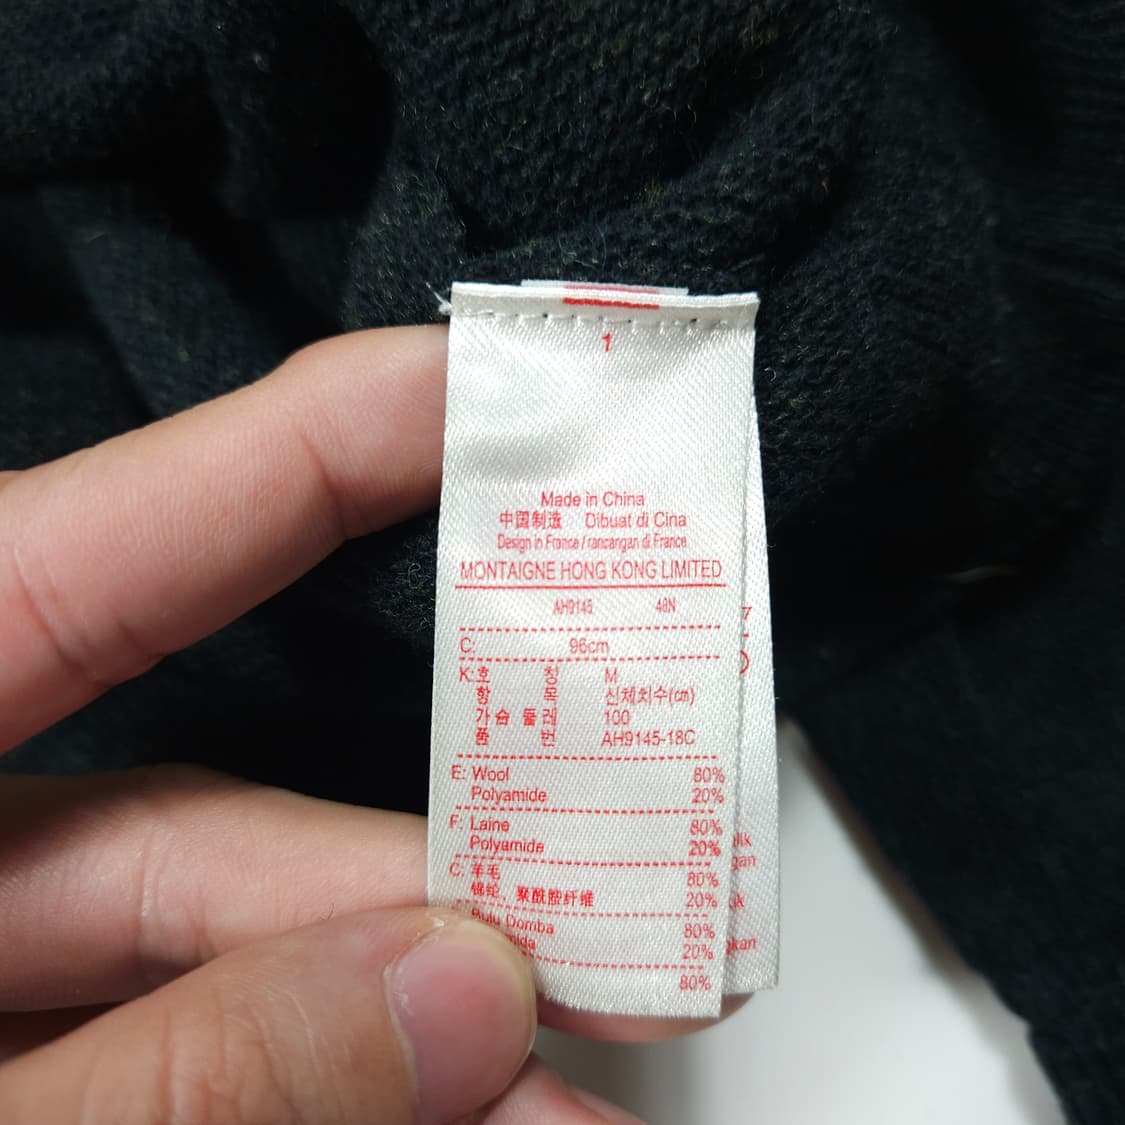 1
Made in China
中国制造 Dibuat di Cina
Design in France / rancangan di France
MONTAIGNE HONG KONG LIMITED
AH9145 48N
C: 96cm
K:호 칭 M
항 목 신체치수(cm)
가슴 둘레 100
품 번 AH9145-18C
E: Wool 80%
Polyamide 20%
F: Laine 80%
Polyamide 20%
C: 羊毛 80%
锦纶、聚酰胺纤维 20%
Bulu Domba 80%
20%
80%